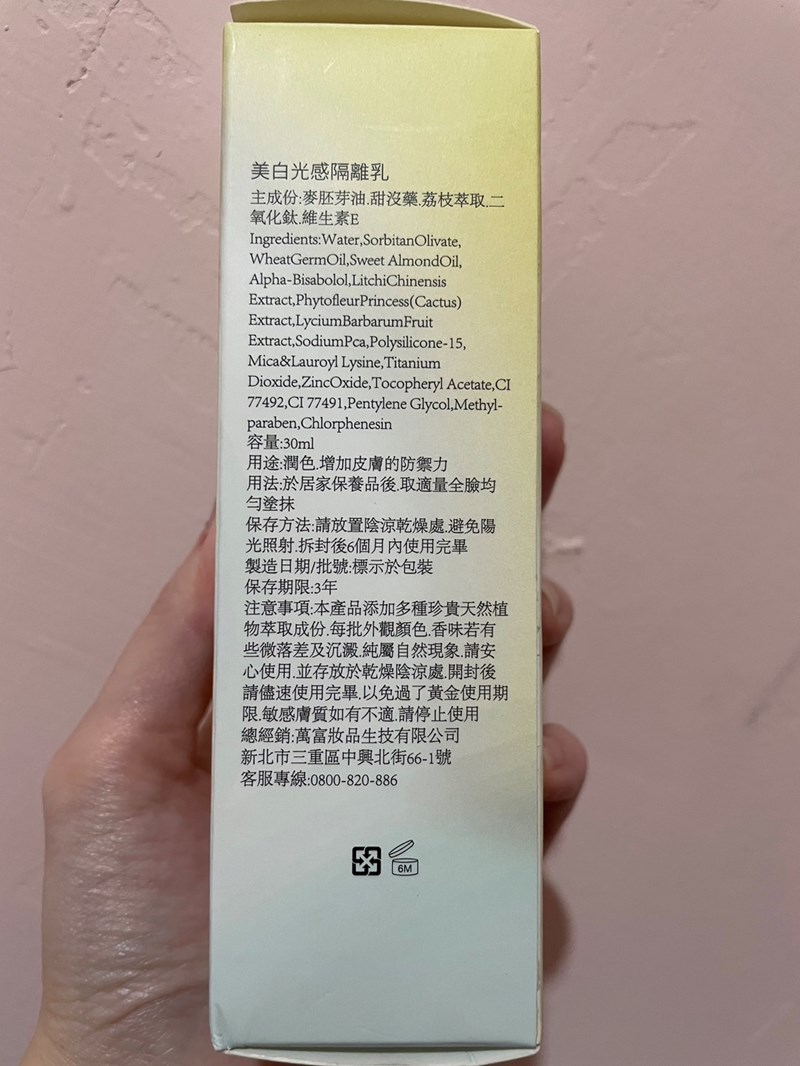 美白光感隔離乳
主成份:麥胚芽油.甜沒藥.荔枝萃取.二
氧化鈦.維生素E
Ingredients:Water,SorbitanOlivate,
WheatGermOil,Sweet AlmondOil,
Alpha-Bisabolol,LitchiChinensis
Extract,PhytofleurPrincess(Cactus)
Extract,LyciumBarbarumFruit
Extract,SodiumPca,Polysilicone-15,
Mica&Lauroyl Lysine,Titanium
Dioxide,ZincOxide,Tocopheryl Acetate,CI
77492,CI 77491,Pentylene Glycol,Methyl-
paraben,Chlorphenesin
容量:30ml
用途:潤色.增加皮膚的防禦力
用法:於居家保養品後.取適量全臉均
勻塗抹
保存方法:請放置陰涼乾燥處.避免陽
光照射.拆封後6個月內使用完畢
製造日期/批號:標示於包裝
保存期限:3年
注意事項:本產品添加多種珍貴天然植
物萃取成份.每批外觀顏色.香味若有
些微落差及沉澱.純屬自然現象.請安
心使用.並存放於乾燥陰涼處.開封後
請儘速使用完畢.以免過了黃金使用期
限.敏感膚質如有不適.請停止使用
總經銷:萬富妝品生技有限公司
新北市三重區中興北街66-1號
客服專線:0800-820-886
6M